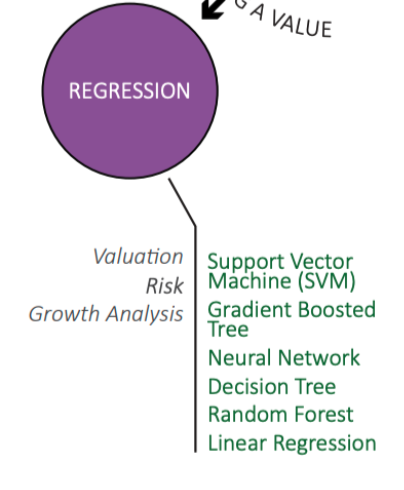 G A VALUE
REGRESSION
Valuation
Risk
Growth Analysis
Support Vector
Machine (SVM)
Gradient Boosted
Tree
Neural Network
Decision Tree
Random Forest
Linear Regression